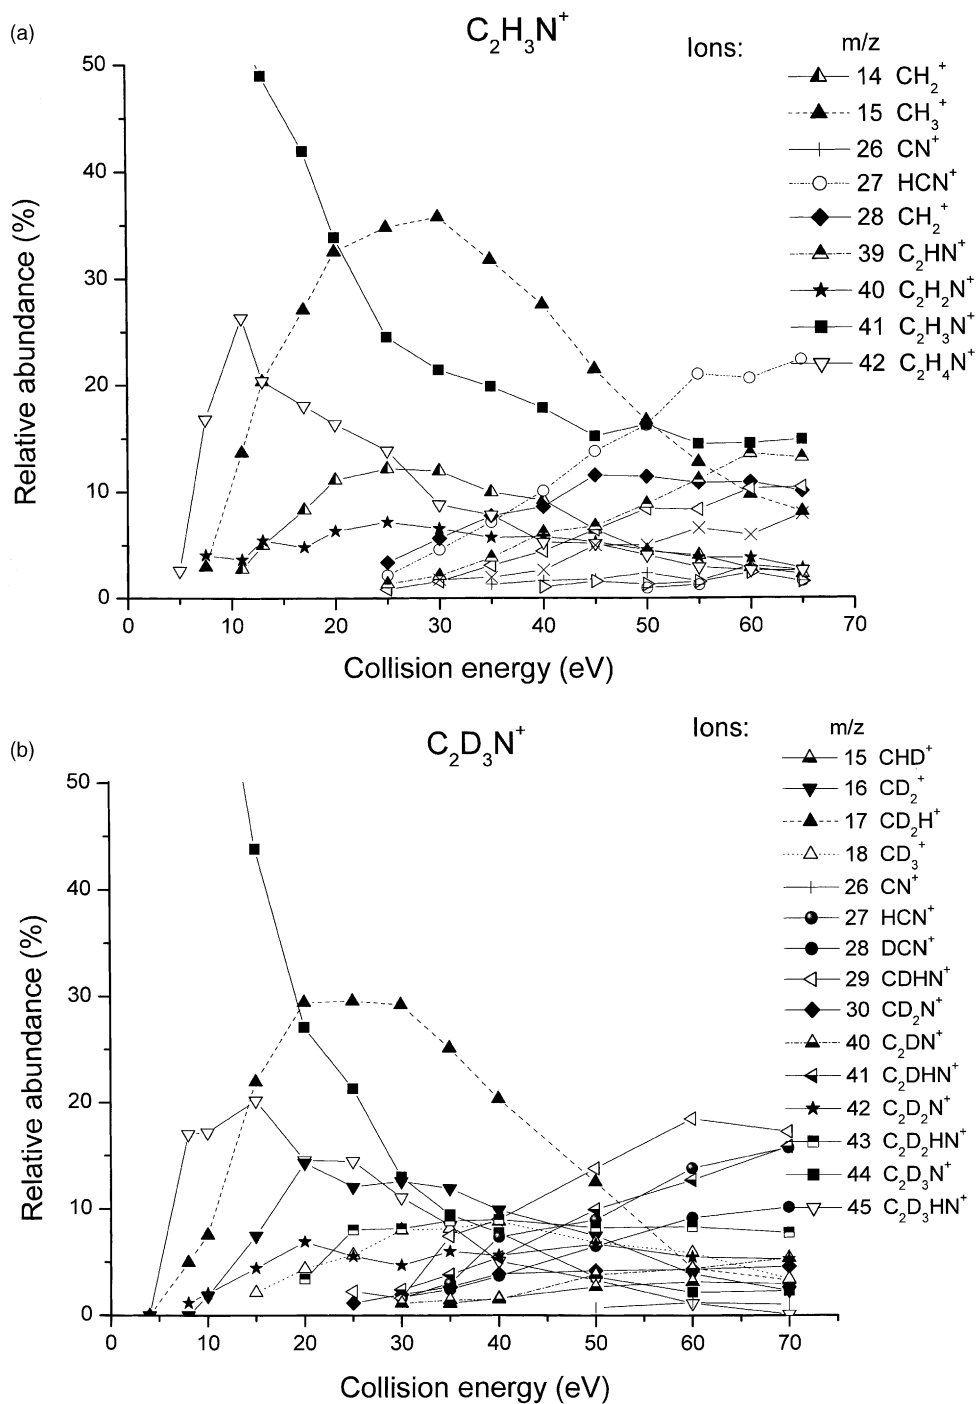 (a)
C₂H₃N⁺
Ions: m/z
14 CH₂⁺
15 CH₃⁺
26 CN⁺
27 HCN⁺
28 CH₂⁺
39 C₂HN⁺
40 C₂H₂N⁺
41 C₂H₃N⁺
42 C₂H₄N⁺
Relative abundance (%)
50
40
30
20
10
0
0 10 20 30 40 50 60 70
Collision energy (eV)
(b)
C₂D₃N⁺
Ions: m/z
15 CHD⁺
16 CD₂⁺
17 CD₂H⁺
18 CD₃⁺
26 CN⁺
27 HCN⁺
28 DCN⁺
29 CDHN⁺
30 CD₂N⁺
40 C₂DN⁺
41 C₂DHN⁺
42 C₂D₂N⁺
43 C₂D₂HN⁺
44 C₂D₃N⁺
45 C₂D₃HN⁺
Relative abundance (%)
50
40
30
20
10
0
0 10 20 30 40 50 60 70
Collision energy (eV)